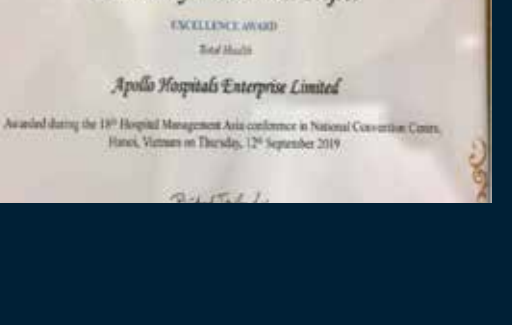 EXCELLENCE AWARD
Total Health
Apollo Hospitals Enterprise Limited
Awarded during the 18th Hospital Management Asia conference in National Convention Centre,
Hanoi, Vietnam on Thursday, 12th September 2019